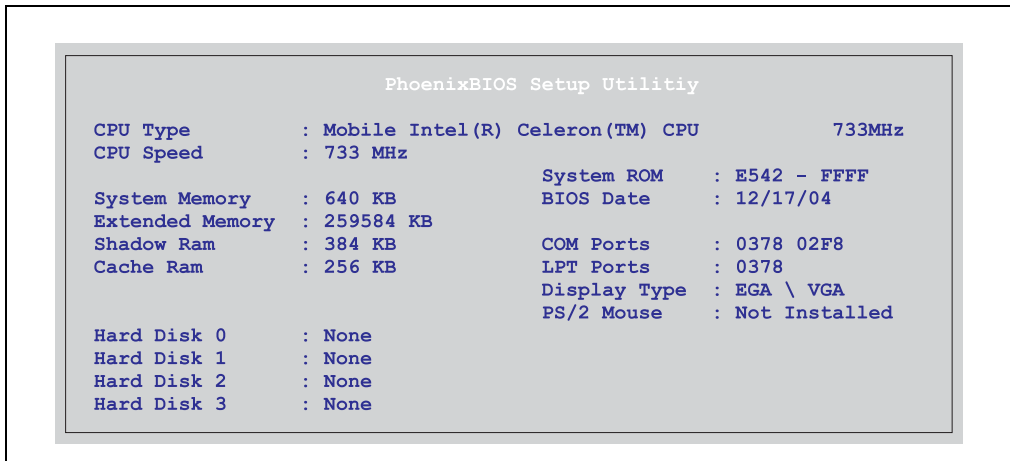 PhoenixBIOS Setup Utilitiy
CPU Type : Mobile Intel(R) Celeron(TM) CPU 733MHz
CPU Speed : 733 MHz
System ROM : E542 - FFFF
System Memory : 640 KB BIOS Date : 12/17/04
Extended Memory : 259584 KB
Shadow Ram : 384 KB COM Ports : 0378 02F8
Cache Ram : 256 KB LPT Ports : 0378
Display Type : EGA \ VGA
PS/2 Mouse : Not Installed
Hard Disk 0 : None
Hard Disk 1 : None
Hard Disk 2 : None
Hard Disk 3 : None